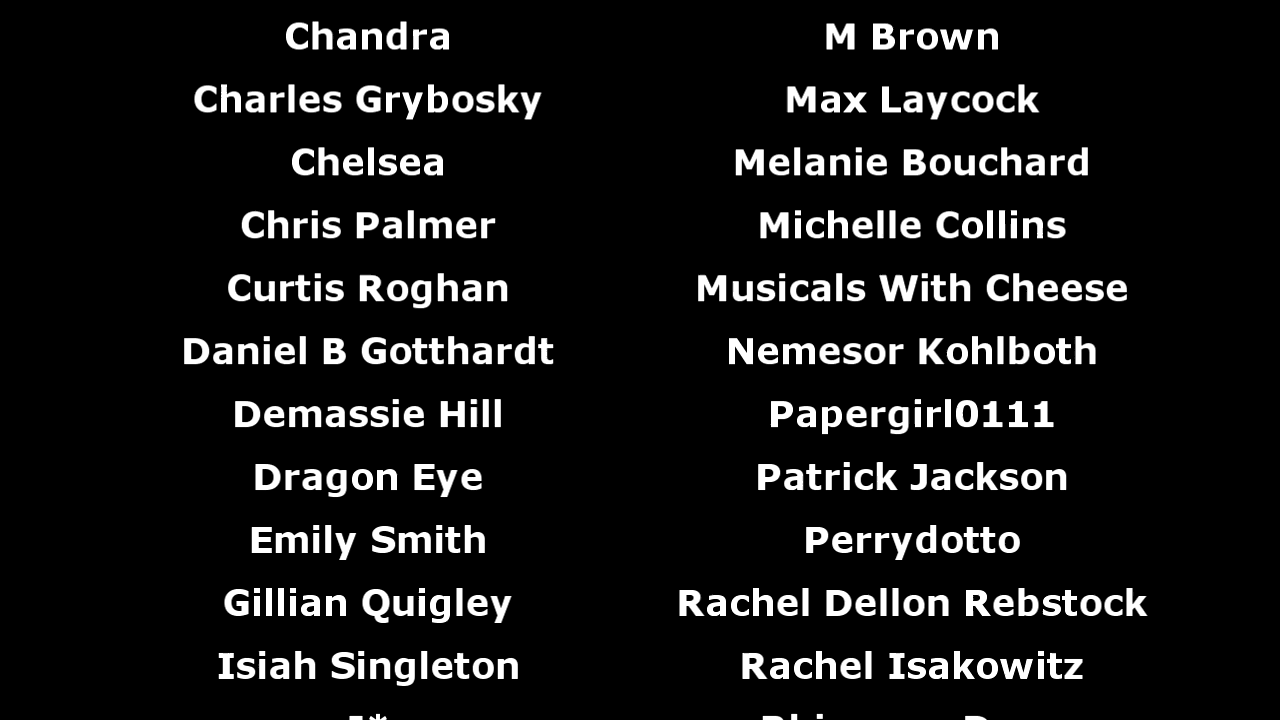 Chandra
Charles Grybosky
Chelsea
Chris Palmer
Curtis Roghan
Daniel B Gotthardt
Demassie Hill
Dragon Eye
Emily Smith
Gillian Quigley
Isiah Singleton
M Brown
Max Laycock
Melanie Bouchard
Michelle Collins
Musicals With Cheese
Nemesor Kohlboth
Papergirl0111
Patrick Jackson
Perrydotto
Rachel Dellon Rebstock
Rachel Isakowitz